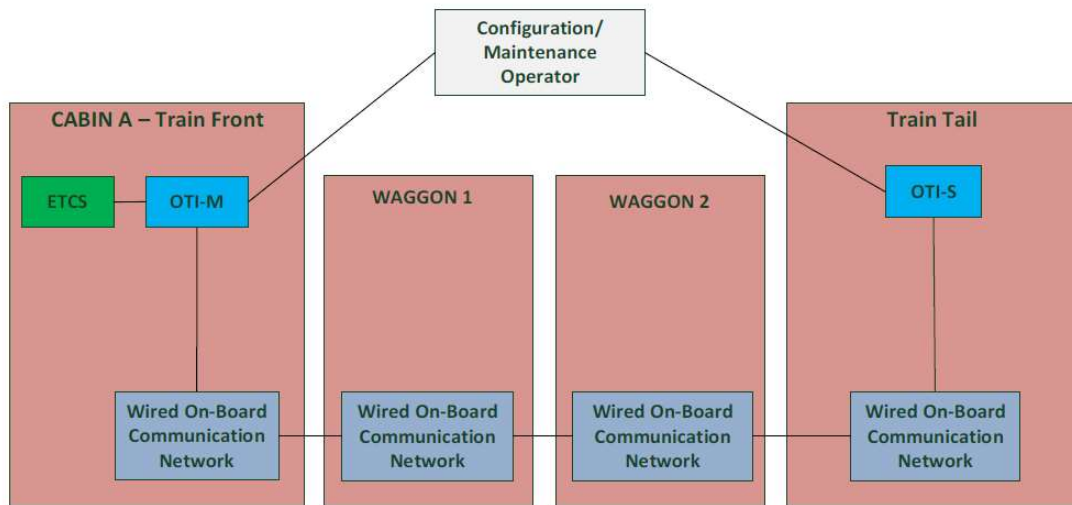 Configuration/
Maintenance
Operator
CABIN A – Train Front
Train Tail
ETCS
OTI-M
WAGGON 1
WAGGON 2
OTI-S
Wired On-Board
Communication
Network
Wired On-Board
Communication
Network
Wired On-Board
Communication
Network
Wired On-Board
Communication
Network